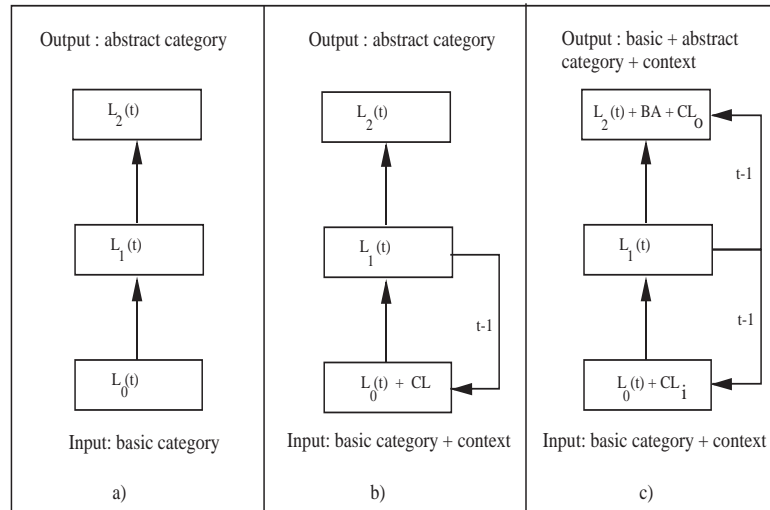 Output : abstract category
L2(t)
L1(t)
L0(t)
Input: basic category
a)
Output : abstract category
L2(t)
L1(t)
t-1
L0(t) + CL
Input: basic category + context
b)
Output : basic + abstract
category + context
L2(t) + BA + CLo
t-1
L1(t)
t-1
L0(t) + CLi
Input: basic category + context
c)